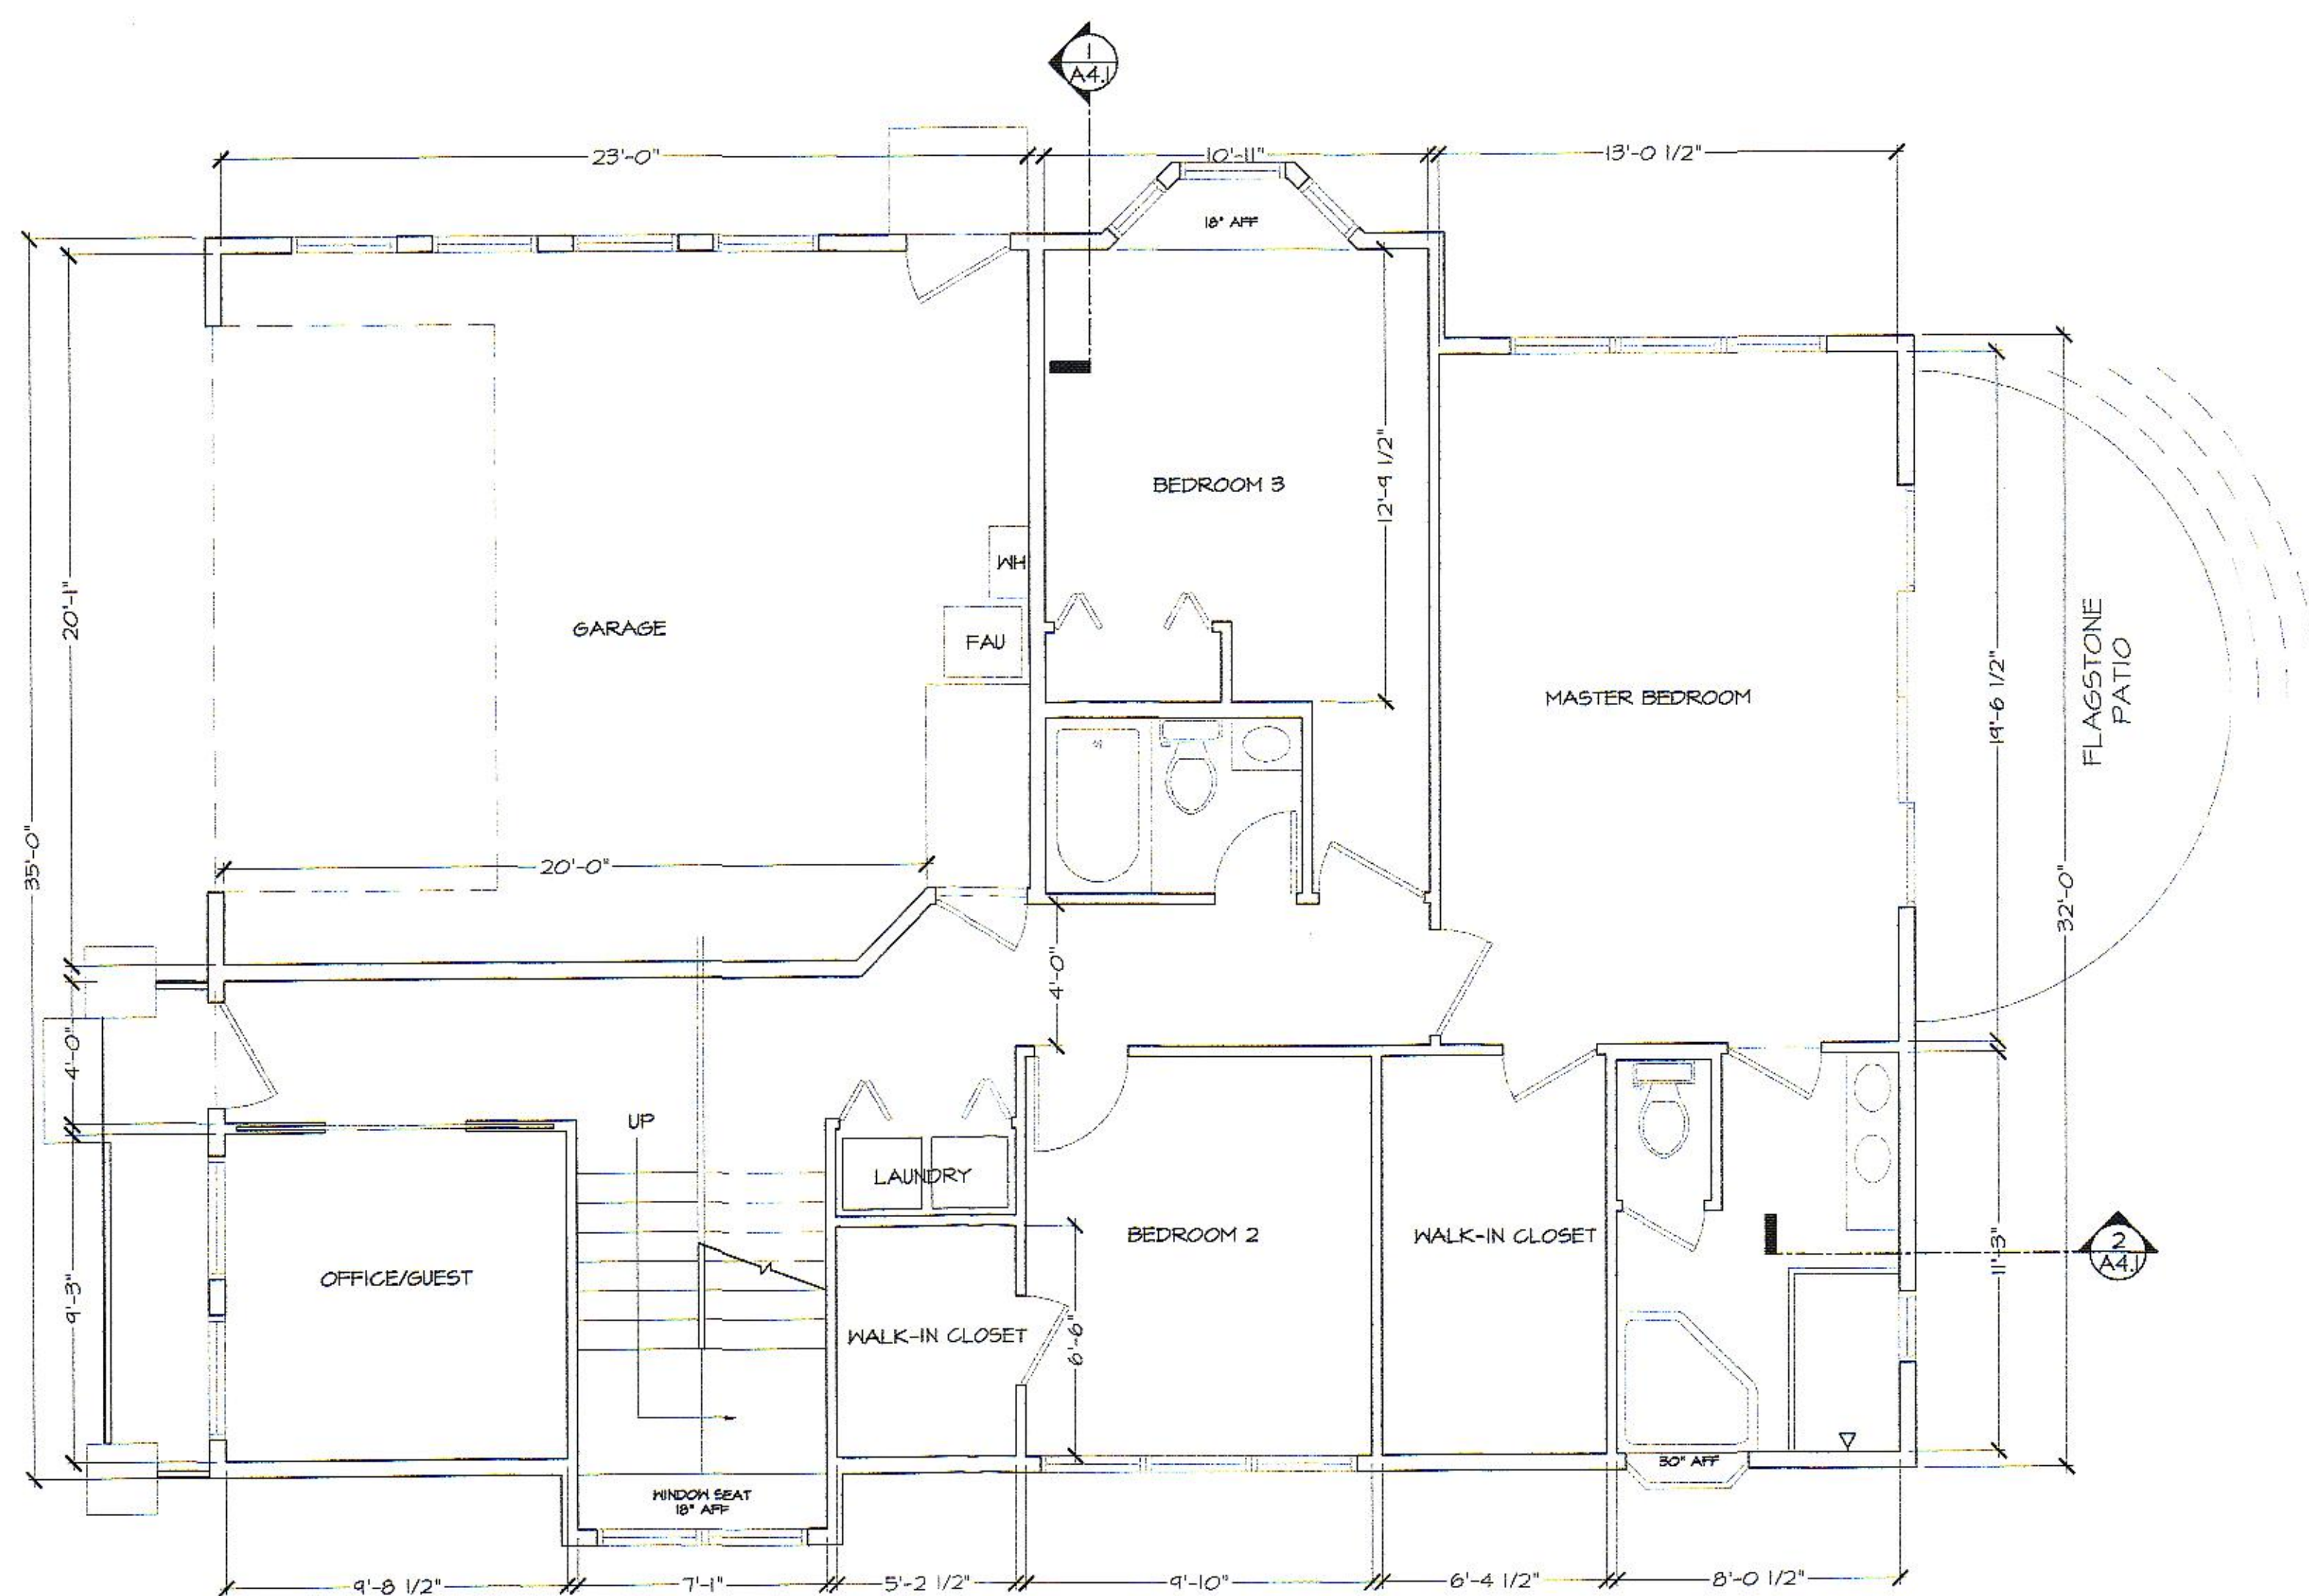 1
A4.1
23'-0"
10'-11"
13'-0 1/2"
18" AFF
BEDROOM 3
12'-9 1/2"
WH
FAU
GARAGE
20'-1"
35'-0"
20'-0"
MASTER BEDROOM
19'-6 1/2"
32'-0"
FLAGSTONE
PATIO
4'-0"
4'-0"
UP
LAUNDRY
BEDROOM 2
WALK-IN CLOSET
11'-3"
2
A4.1
OFFICE/GUEST
9'-3"
WALK-IN CLOSET
6'-6"
WINDOW SEAT
18" AFF
30" AFF
9'-8 1/2"
7'-1"
5'-2 1/2"
9'-10"
6'-4 1/2"
8'-0 1/2"